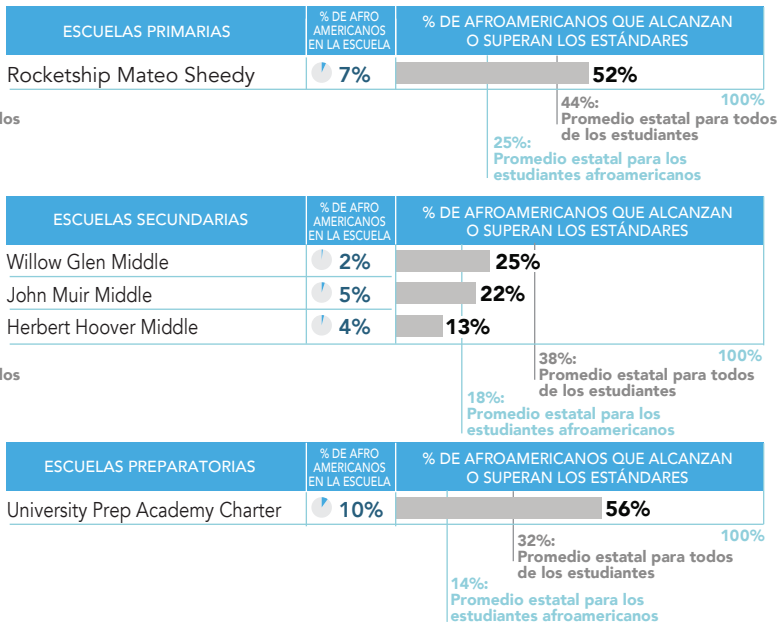 ESCUELAS PRIMARIAS
% DE AFRO
AMERICANOS
EN LA ESCUELA
% DE AFROAMERICANOS QUE ALCANZAN
O SUPERAN LOS ESTÁNDARES
Rocketship Mateo Sheedy 7% 52%
100%
44%:
Promedio estatal para todos
de los estudiantes
25%:
Promedio estatal para los
estudiantes afroamericanos
ESCUELAS SECUNDARIAS
% DE AFRO
AMERICANOS
EN LA ESCUELA
% DE AFROAMERICANOS QUE ALCANZAN
O SUPERAN LOS ESTÁNDARES
Willow Glen Middle 2% 25%
John Muir Middle 5% 22%
Herbert Hoover Middle 4% 13%
100%
38%:
Promedio estatal para todos
de los estudiantes
18%:
Promedio estatal para los
estudiantes afroamericanos
ESCUELAS PREPARATORIAS
% DE AFRO
AMERICANOS
EN LA ESCUELA
% DE AFROAMERICANOS QUE ALCANZAN
O SUPERAN LOS ESTÁNDARES
University Prep Academy Charter 10% 56%
100%
32%:
Promedio estatal para todos
de los estudiantes
14%:
Promedio estatal para los
estudiantes afroamericanos